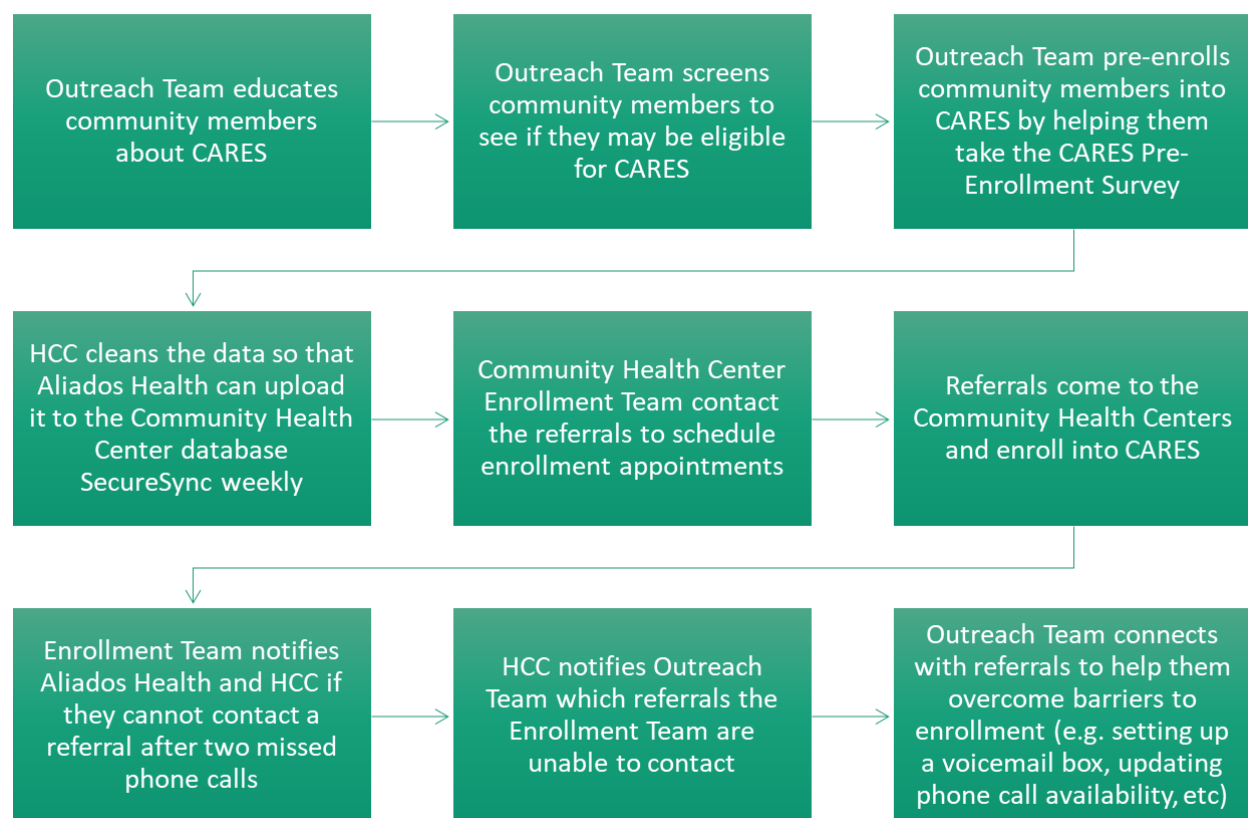 Outreach Team educates
community members
about CARES
Outreach Team screens
community members to
see if they may be eligible
for CARES
Outreach Team pre-enrolls
community members into
CARES by helping them
take the CARES Pre-
Enrollment Survey
HCC cleans the data so that
Aliados Health can upload
it to the Community Health
Center database
SecureSync weekly
Community Health Center
Enrollment Team contact
the referrals to schedule
enrollment appointments
Referrals come to the
Community Health Centers
and enroll into CARES
Enrollment Team notifies
Aliados Health and HCC if
they cannot contact a
referral after two missed
phone calls
HCC notifies Outreach
Team which referrals the
Enrollment Team are
unable to contact
Outreach Team connects
with referrals to help them
overcome barriers to
enrollment (e.g. setting up
a voicemail box, updating
phone call availability, etc)